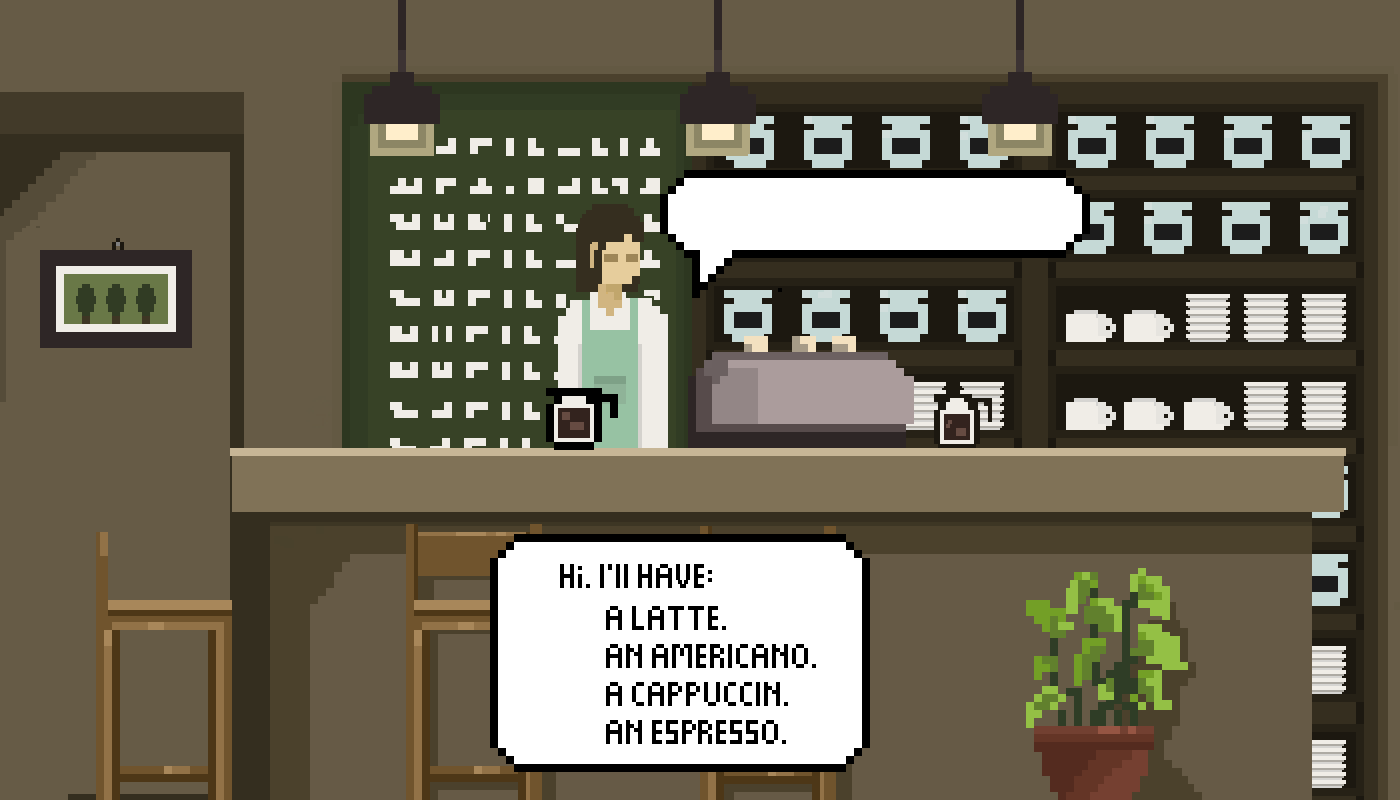 Hi. I'll HAVE:
A LATTE.
AN AMERICANO.
A CAPPUCCIN.
AN ESPRESSO.